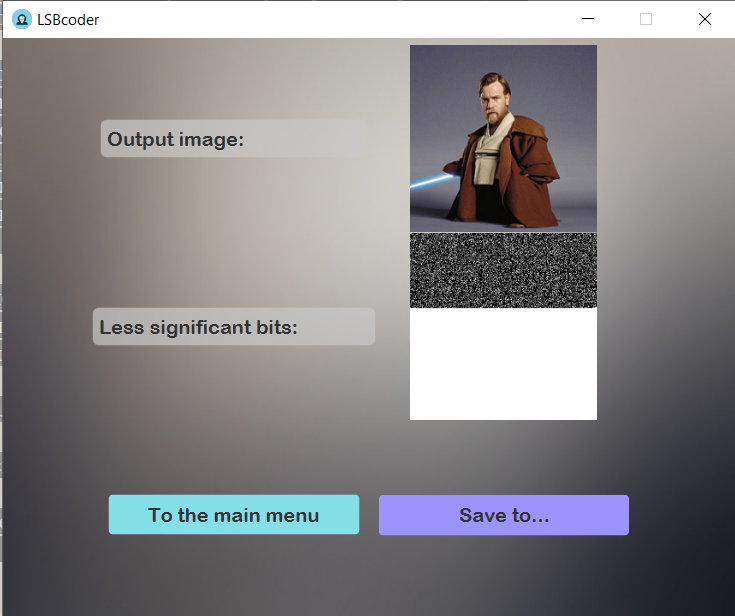 LSBcoder
Output image:
Less significant bits:
To the main menu
Save to...